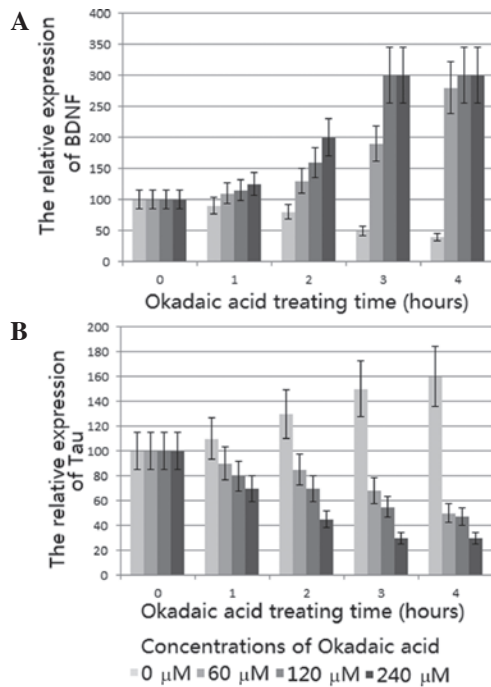 A
The relative expression
of BDNF
400
350
300
250
200
150
100
50
0
0 1 2 3 4
Okadaic acid treating time (hours)
B
The relative expression
of Tau
200
180
160
140
120
100
80
60
40
20
0
0 1 2 3 4
Okadaic acid treating time (hours)
Concentrations of Okadaic acid
0 μM 60 μM 120 μM 240 μM